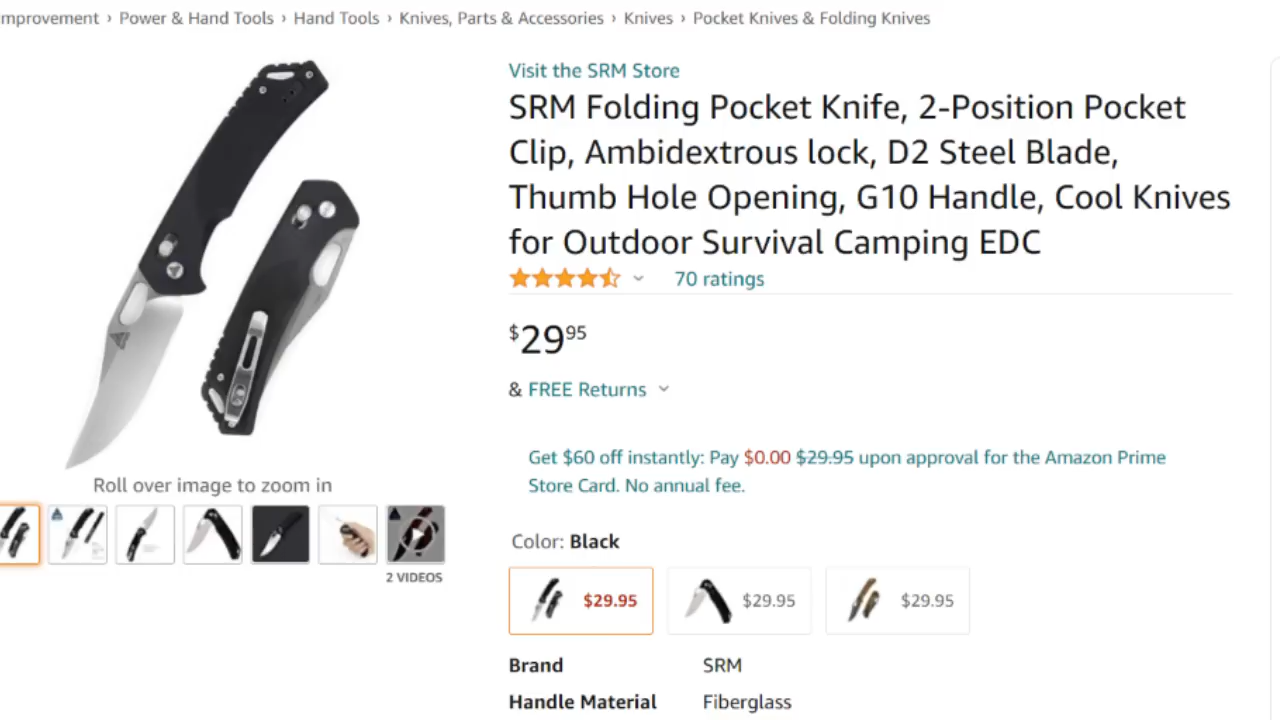 mprovement › Power & Hand Tools › Hand Tools › Knives, Parts & Accessories › Knives › Pocket Knives & Folding Knives
Visit the SRM Store
SRM Folding Pocket Knife, 2-Position Pocket
Clip, Ambidextrous lock, D2 Steel Blade,
Thumb Hole Opening, G10 Handle, Cool Knives
for Outdoor Survival Camping EDC
70 ratings
$29 95
& FREE Returns
Get $60 off instantly: Pay $0.00 $29.95 upon approval for the Amazon Prime
Store Card. No annual fee.
Roll over image to zoom in
2 VIDEOS
Color: Black
$29.95 $29.95 $29.95
Brand SRM
Handle Material Fiberglass